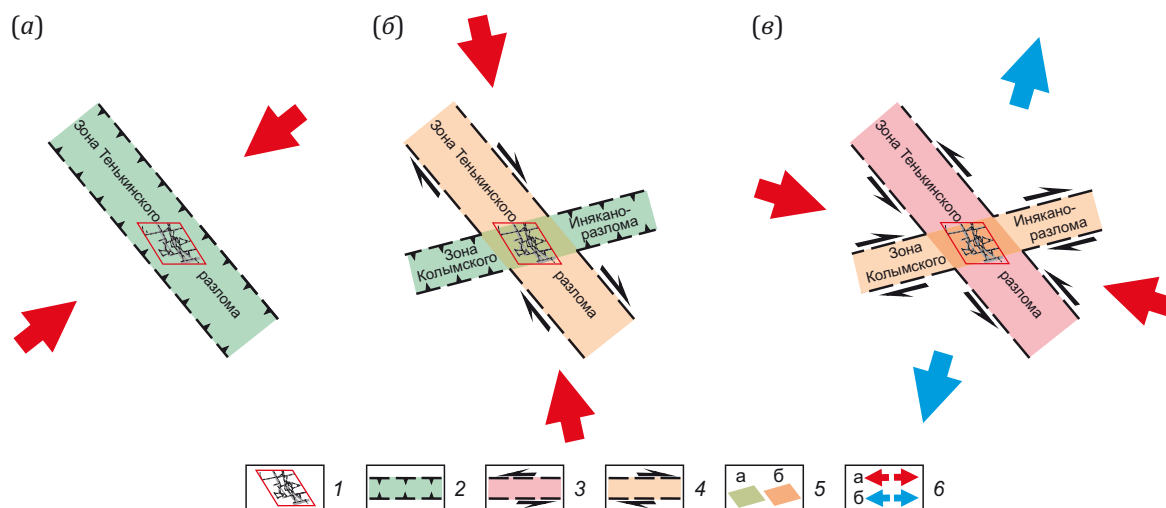 (а)
Зона Тенькинского
разлома
(б)
Зона Тенькинского
разлома
Зона
Колымского
Инякано-
разлома
(в)
Зона Тенькинского
разлома
Зона
Колымского
Инякано-
разлома
1
2
3
4
а б
5
а
б
6